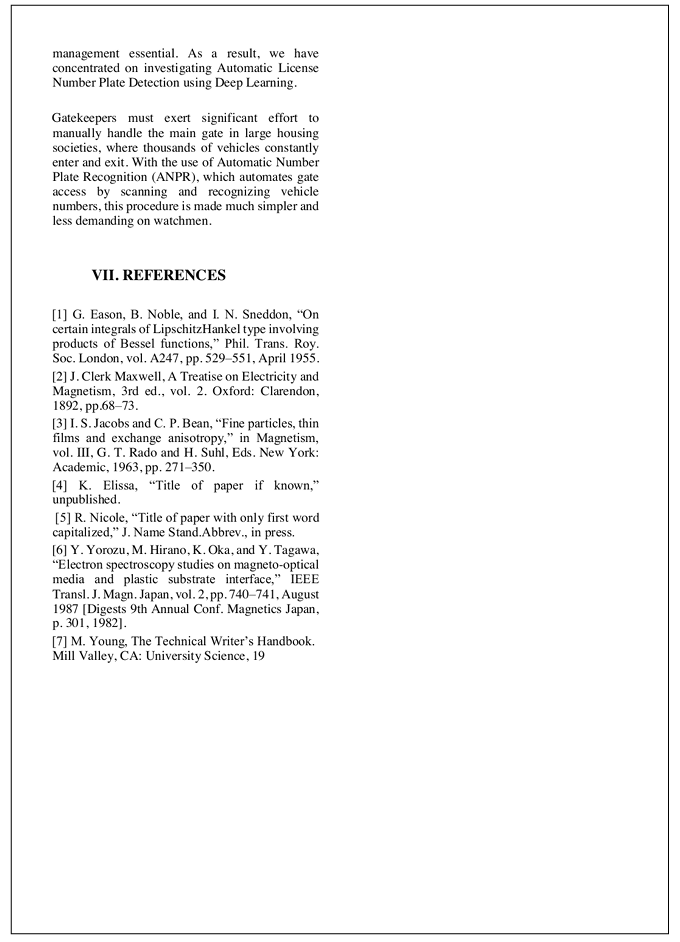 management essential. As a result, we have
concentrated on investigating Automatic License
Number Plate Detection using Deep Learning.
Gatekeepers must exert significant effort to
manually handle the main gate in large housing
societies, where thousands of vehicles constantly
enter and exit. With the use of Automatic Number
Plate Recognition (ANPR), which automates gate
access by scanning and recognizing vehicle
numbers, this procedure is made much simpler and
less demanding on watchmen.
VII. REFERENCES
[1] G. Eason, B. Noble, and I. N. Sneddon, “On
certain integrals of LipschitzHankel type involving
products of Bessel functions,” Phil. Trans. Roy.
Soc. London, vol. A247, pp. 529–551, April 1955.
[2] J. Clerk Maxwell, A Treatise on Electricity and
Magnetism, 3rd ed., vol. 2. Oxford: Clarendon,
1892, pp.68–73.
[3] I. S. Jacobs and C. P. Bean, “Fine particles, thin
films and exchange anisotropy,” in Magnetism,
vol. III, G. T. Rado and H. Suhl, Eds. New York:
Academic, 1963, pp. 271–350.
[4] K. Elissa, “Title of paper if known,”
unpublished.
[5] R. Nicole, “Title of paper with only first word
capitalized,” J. Name Stand.Abbrev., in press.
[6] Y. Yorozu, M. Hirano, K. Oka, and Y. Tagawa,
“Electron spectroscopy studies on magneto-optical
media and plastic substrate interface,” IEEE
Transl. J. Magn. Japan, vol. 2, pp. 740–741, August
1987 [Digests 9th Annual Conf. Magnetics Japan,
p. 301, 1982].
[7] M. Young, The Technical Writer’s Handbook.
Mill Valley, CA: University Science, 19